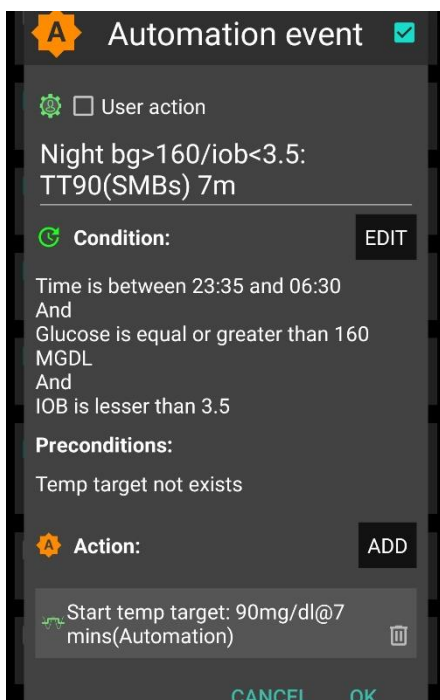 A Automation event
User action
Night bg>160/iob<3.5:
TT90(SMBs) 7m
Condition: EDIT
Time is between 23:35 and 06:30
And
Glucose is equal or greater than 160
MGDL
And
IOB is lesser than 3.5
Preconditions:
Temp target not exists
A Action: ADD
Start temp target: 90mg/dl@7
mins(Automation)
CANCEL OK